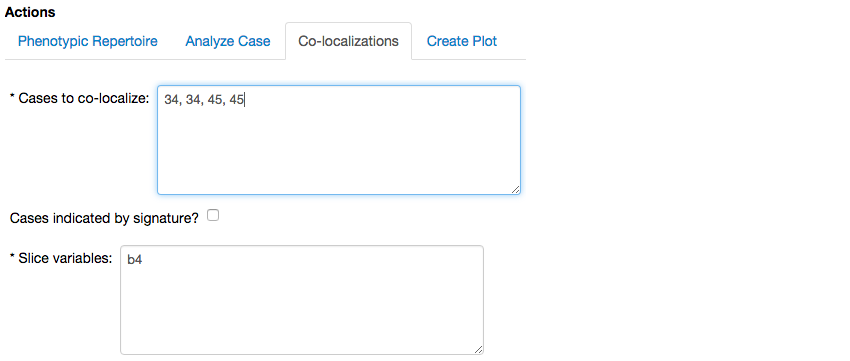 Actions
Phenotypic Repertoire Analyze Case Co-localizations Create Plot
* Cases to co-localize: 34, 34, 45, 45
Cases indicated by signature?
* Slice variables: b4